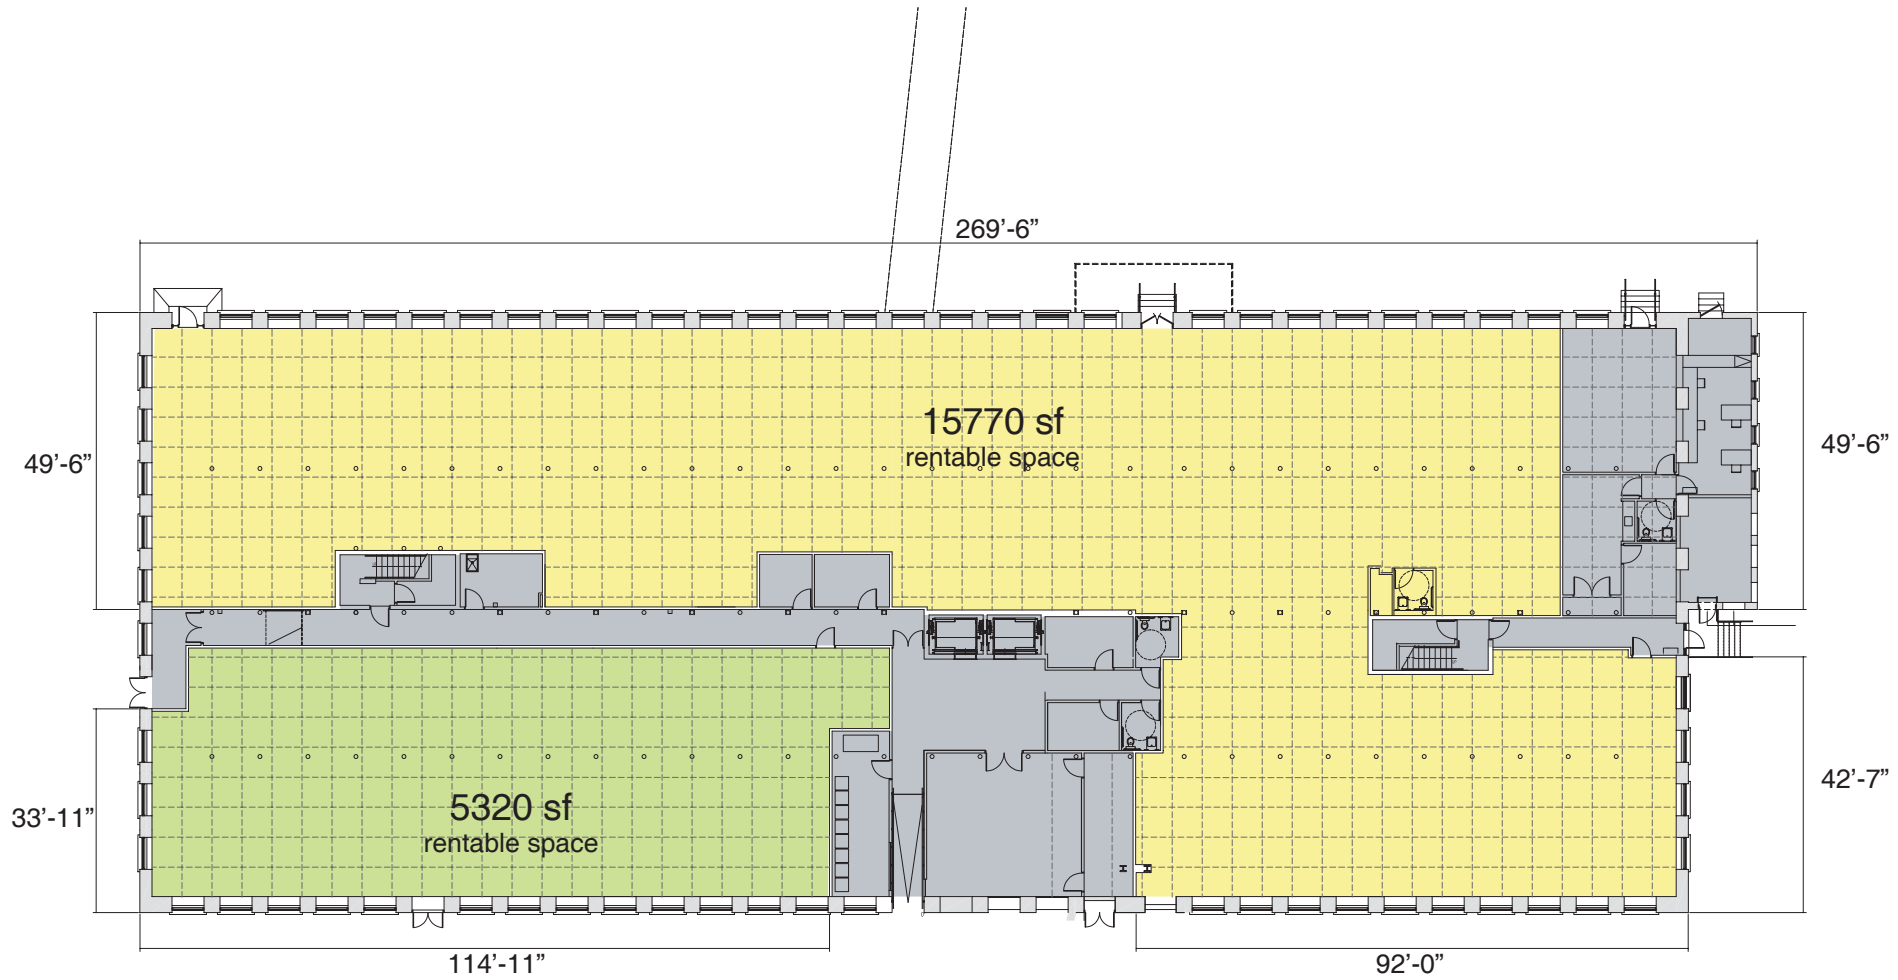 269’-6”
15770 sf
rentable space
49’-6”
49’-6”
5320 sf
rentable space
33’-11”
42’-7”
114’-11”
92’-0”